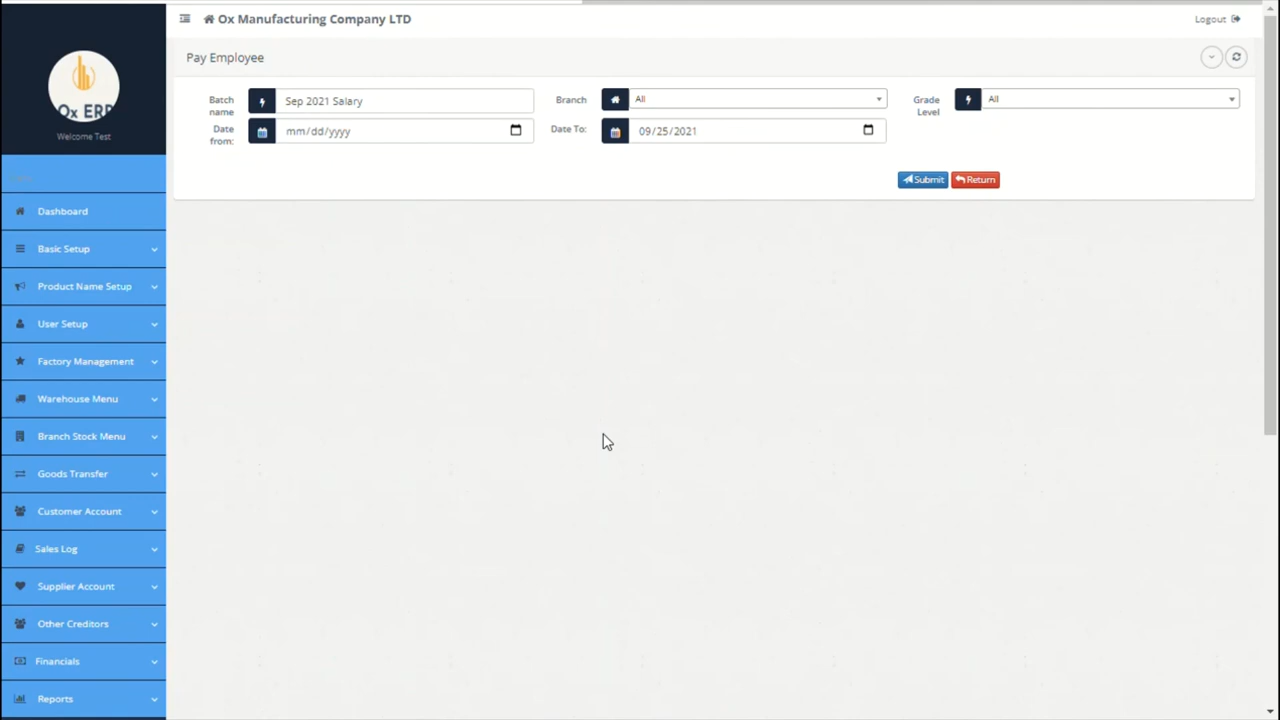 Ox Manufacturing Company LTD
Logout
Pay Employee
Batch name
Sep 2021 Salary
Branch
All
Grade Level
All
Date from:
mm/dd/yyyy
Date To:
09/25/2021
Submit
Return
Ox ERP
Welcome Test
Dashboard
Basic Setup
Product Name Setup
User Setup
Factory Management
Warehouse Menu
Branch Stock Menu
Goods Transfer
Customer Account
Sales Log
Supplier Account
Other Creditors
Financials
Reports